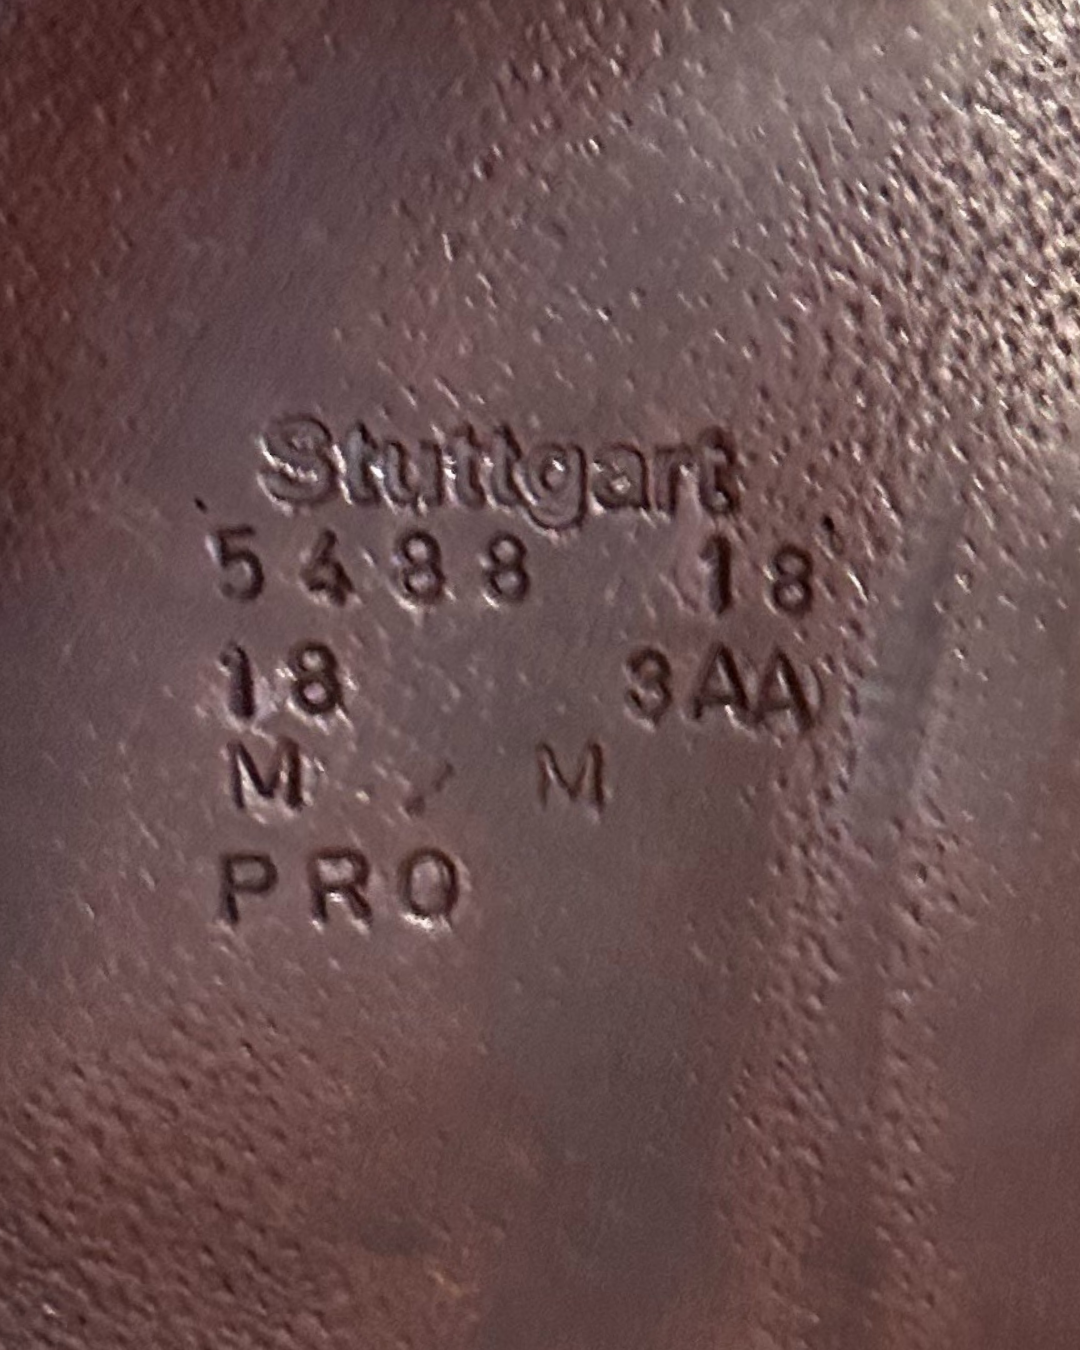 Stuttgart
5488 18
18 3AA
M / M
PRO